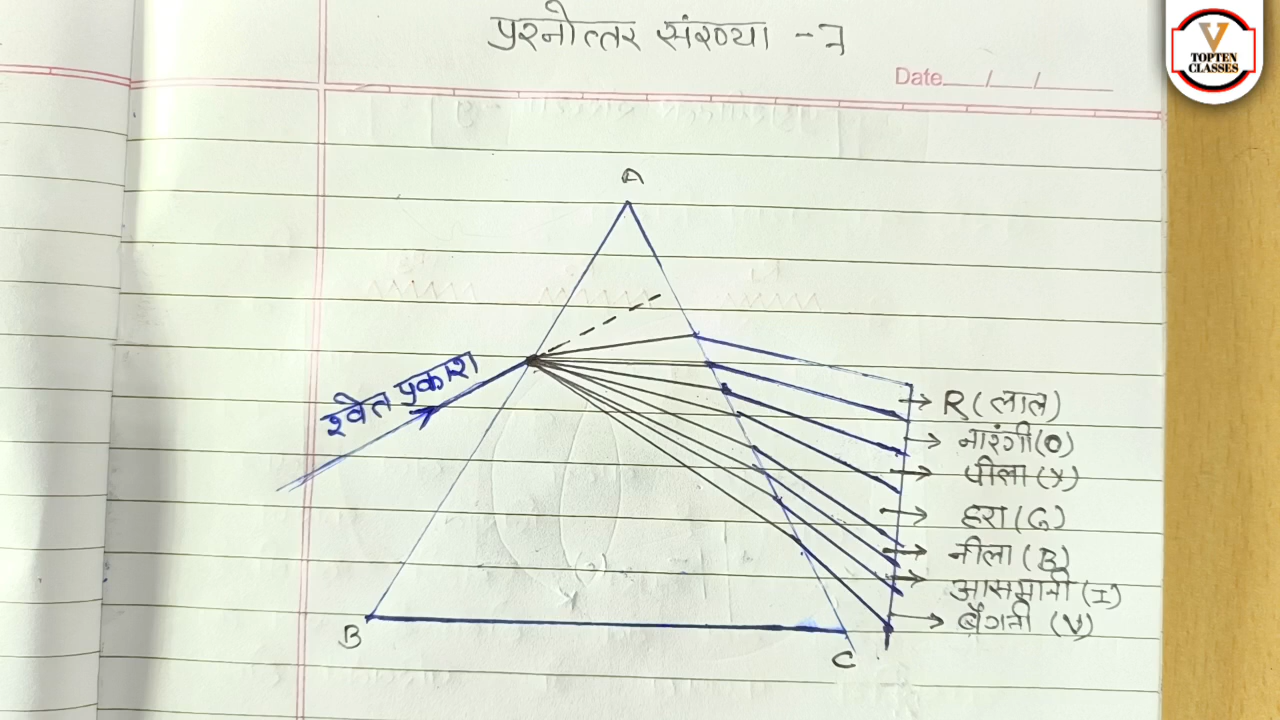 प्रश्नोत्तर संख्या - 7
Date / /
V
TOPTEN
CLASSES
A
श्वेत प्रकाश
R (लाल)
नारंगी (O)
पीला (Y)
हरा (G)
नीला (B)
आसमानी (I)
बैंगनी (V)
B
C